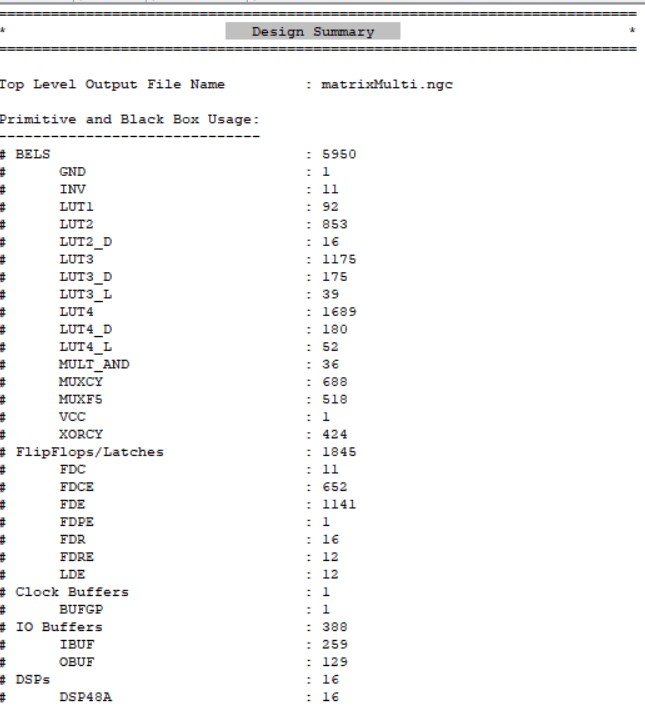 =========================================================================
* Design Summary *
=========================================================================
Top Level Output File Name : matrixMulti.ngc
Primitive and Black Box Usage:
------------------------------
# BELS : 5950
# GND : 1
# INV : 11
# LUT1 : 92
# LUT2 : 853
# LUT2_D : 16
# LUT3 : 1175
# LUT3_D : 175
# LUT3_L : 39
# LUT4 : 1689
# LUT4_D : 180
# LUT4_L : 52
# MULT_AND : 36
# MUXCY : 688
# MUXF5 : 518
# VCC : 1
# XORCY : 424
# FlipFlops/Latches : 1845
# FDC : 11
# FDCE : 652
# FDE : 1141
# FDPE : 1
# FDR : 16
# FDRE : 12
# LDE : 12
# Clock Buffers : 1
# BUFGP : 1
# IO Buffers : 388
# IBUF : 259
# OBUF : 129
# DSPs : 16
# DSP48A : 16